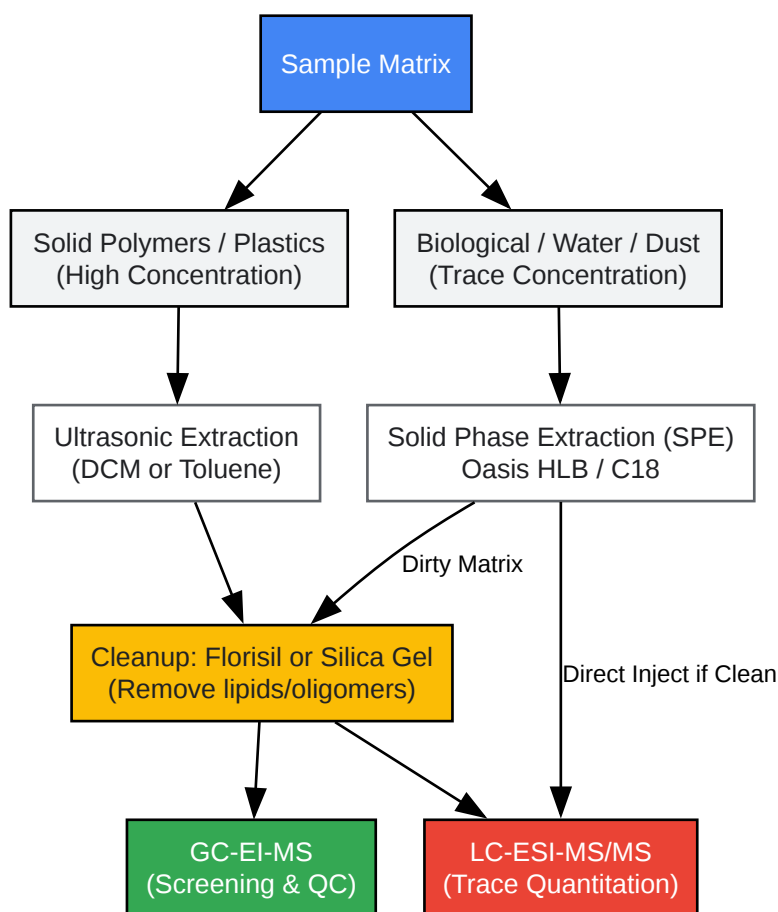 Sample Matrix
Solid Polymers / Plastics
(High Concentration)
Biological / Water / Dust
(Trace Concentration)
Ultrasonic Extraction
(DCM or Toluene)
Solid Phase Extraction (SPE)
Oasis HLB / C18
Dirty Matrix
Cleanup: Florisil or Silica Gel
(Remove lipids/oligomers)
Direct Inject if Clean
GC-EI-MS
(Screening & QC)
LC-ESI-MS/MS
(Trace Quantitation)